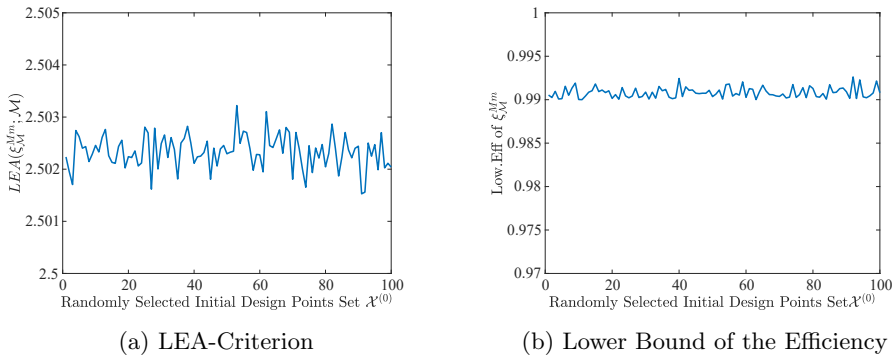 2.505
2.504
2.503
2.502
2.501
2.5
LEA(ξ_ℳ^{Mm}; ℳ)
0 20 40 60 80 100
Randomly Selected Initial Design Points Set 𝒳^{(0)}
(a) LEA-Criterion
1
0.995
0.99
0.985
0.98
0.975
0.97
Low.Eff of ξ_ℳ^{Mm}
0 20 40 60 80 100
Randomly Selected Initial Design Points Set𝒳^{(0)}
(b) Lower Bound of the Efficiency